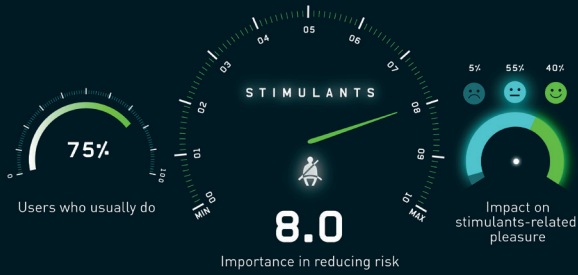 STIMULANTS
00
01
02
03
04
05
06
07
08
09
10
MIN
MAX
8.0
Importance in reducing risk
75%
0
100
Users who usually do
5% 55% 40%
Impact on
stimulants-related
pleasure